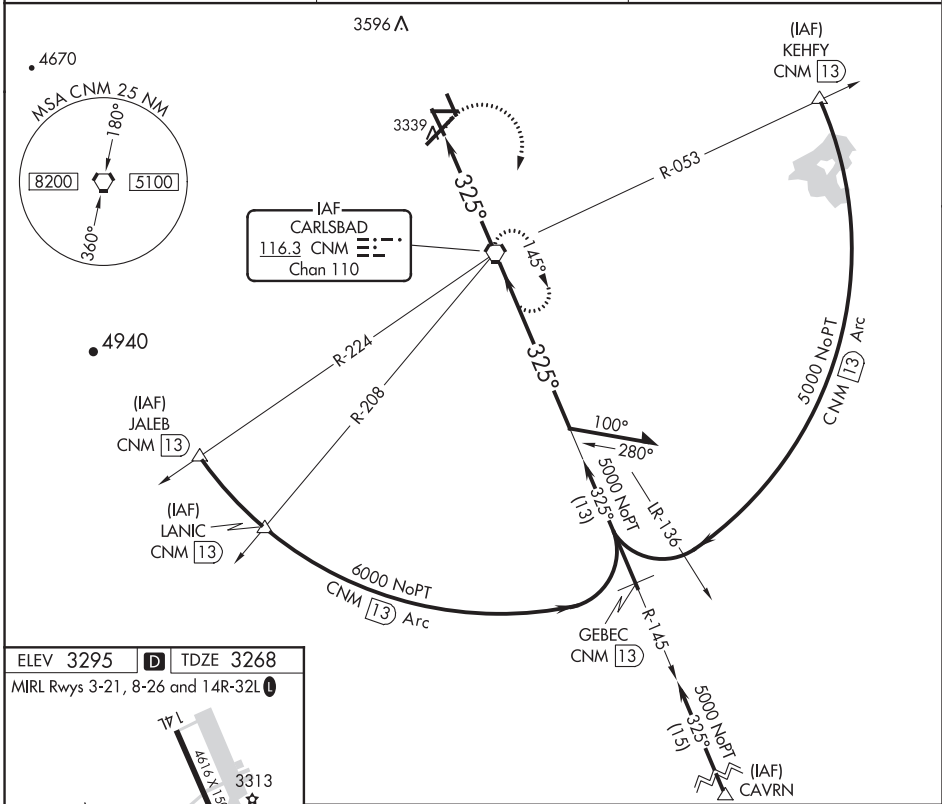 3596
(IAF)
KEHFY
CNM 13
4670
MSA CNM 25 NM
180°
8200
5100
360°
3339
325°
R-053
IAF
CARLSBAD
116.3 CNM
Chan 110
145°
4940
R-224
R-208
325°
5000 NoPT
CNM 13 Arc
(IAF)
JALEB
CNM 13
100°
280°
(IAF)
LANIC
CNM 13
5000 NoPT
325°
(13)
LR-136
6000 NoPT
CNM 13 Arc
GEBEC
CNM 13
R-145
5000 NoPT
325°
(15)
(IAF)
CAVRN
ELEV 3295 D TDZE 3268
MIRL Rwys 3-21, 8-26 and 14R-32L L
14L
4616 X 150
3313